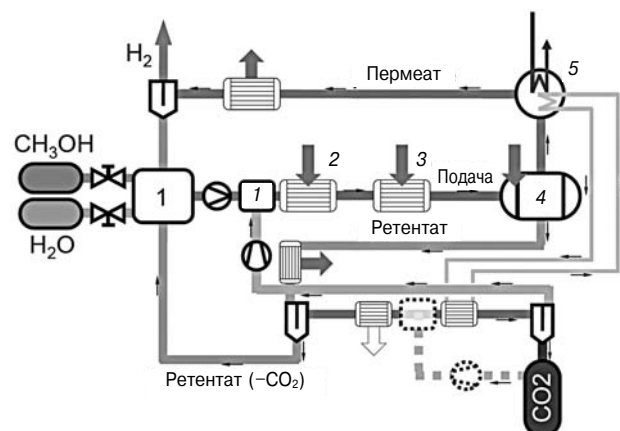 H₂
Пермеат
5
CH₃OH
2
3
Подача
1
1
4
H₂O
Ретентат
Ретентат (−CO₂)
CO2